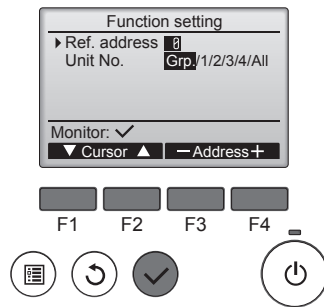 Function setting
▶Ref. address 0
Unit No. Grp./1/2/3/4/All
Monitor: ✓
▼ Cursor ▲ －Address＋
F1 F2 F3 F4